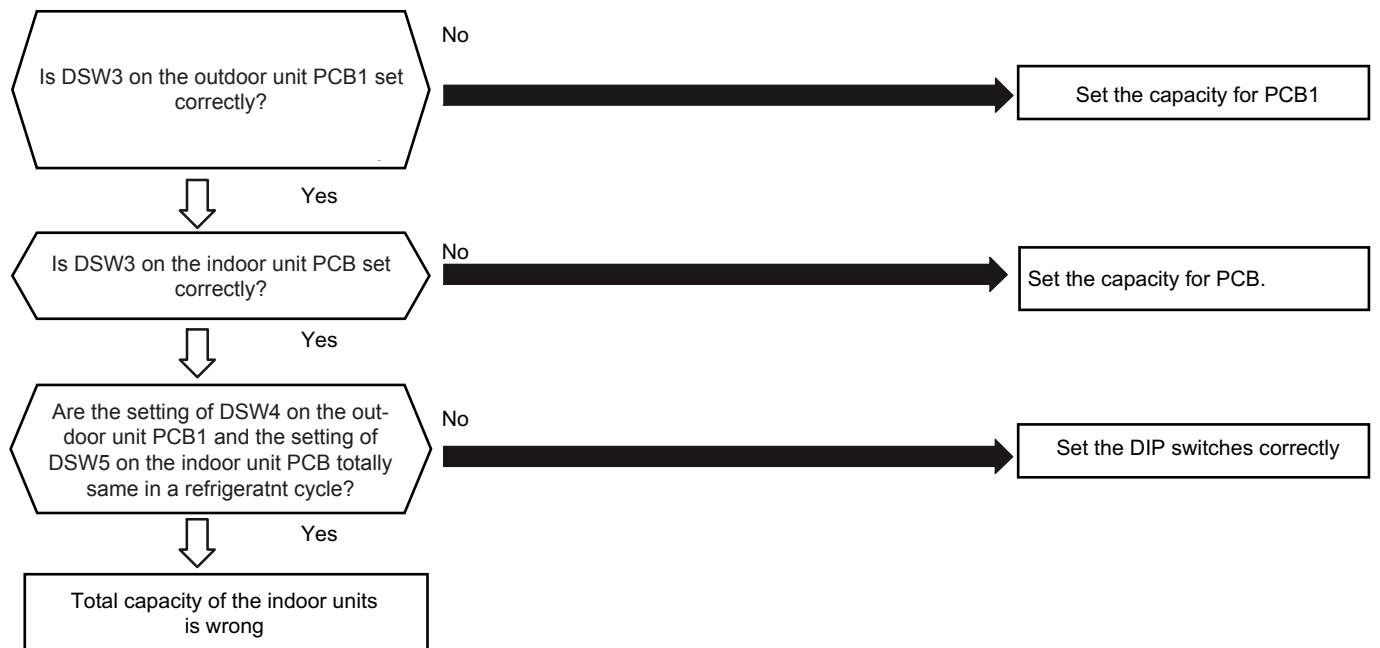 No
Is DSW3 on the outdoor unit PCB1 set
correctly?
Set the capacity for PCB1
Yes
No
Is DSW3 on the indoor unit PCB set
correctly?
Set the capacity for PCB.
Yes
No
Are the setting of DSW4 on the out-
door unit PCB1 and the setting of
DSW5 on the indoor unit PCB totally
same in a refrigeratnt cycle?
Set the DIP switches correctly
Yes
Total capacity of the indoor units
is wrong